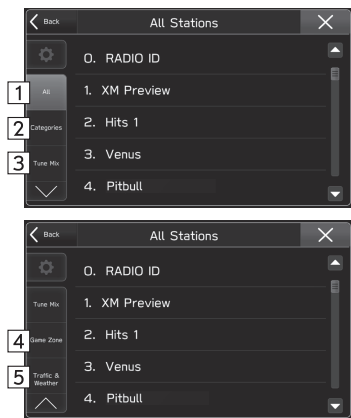 Back
All Stations
0. RADIO ID
1
All
1. XM Preview
2
Categories
2. Hits 1
3
Tune Mix
3. Venus
4. Pitbull
Back
All Stations
0. RADIO ID
Tune Mix
1. XM Preview
4
Game Zone
2. Hits 1
5
Traffic &
Weather
3. Venus
4. Pitbull